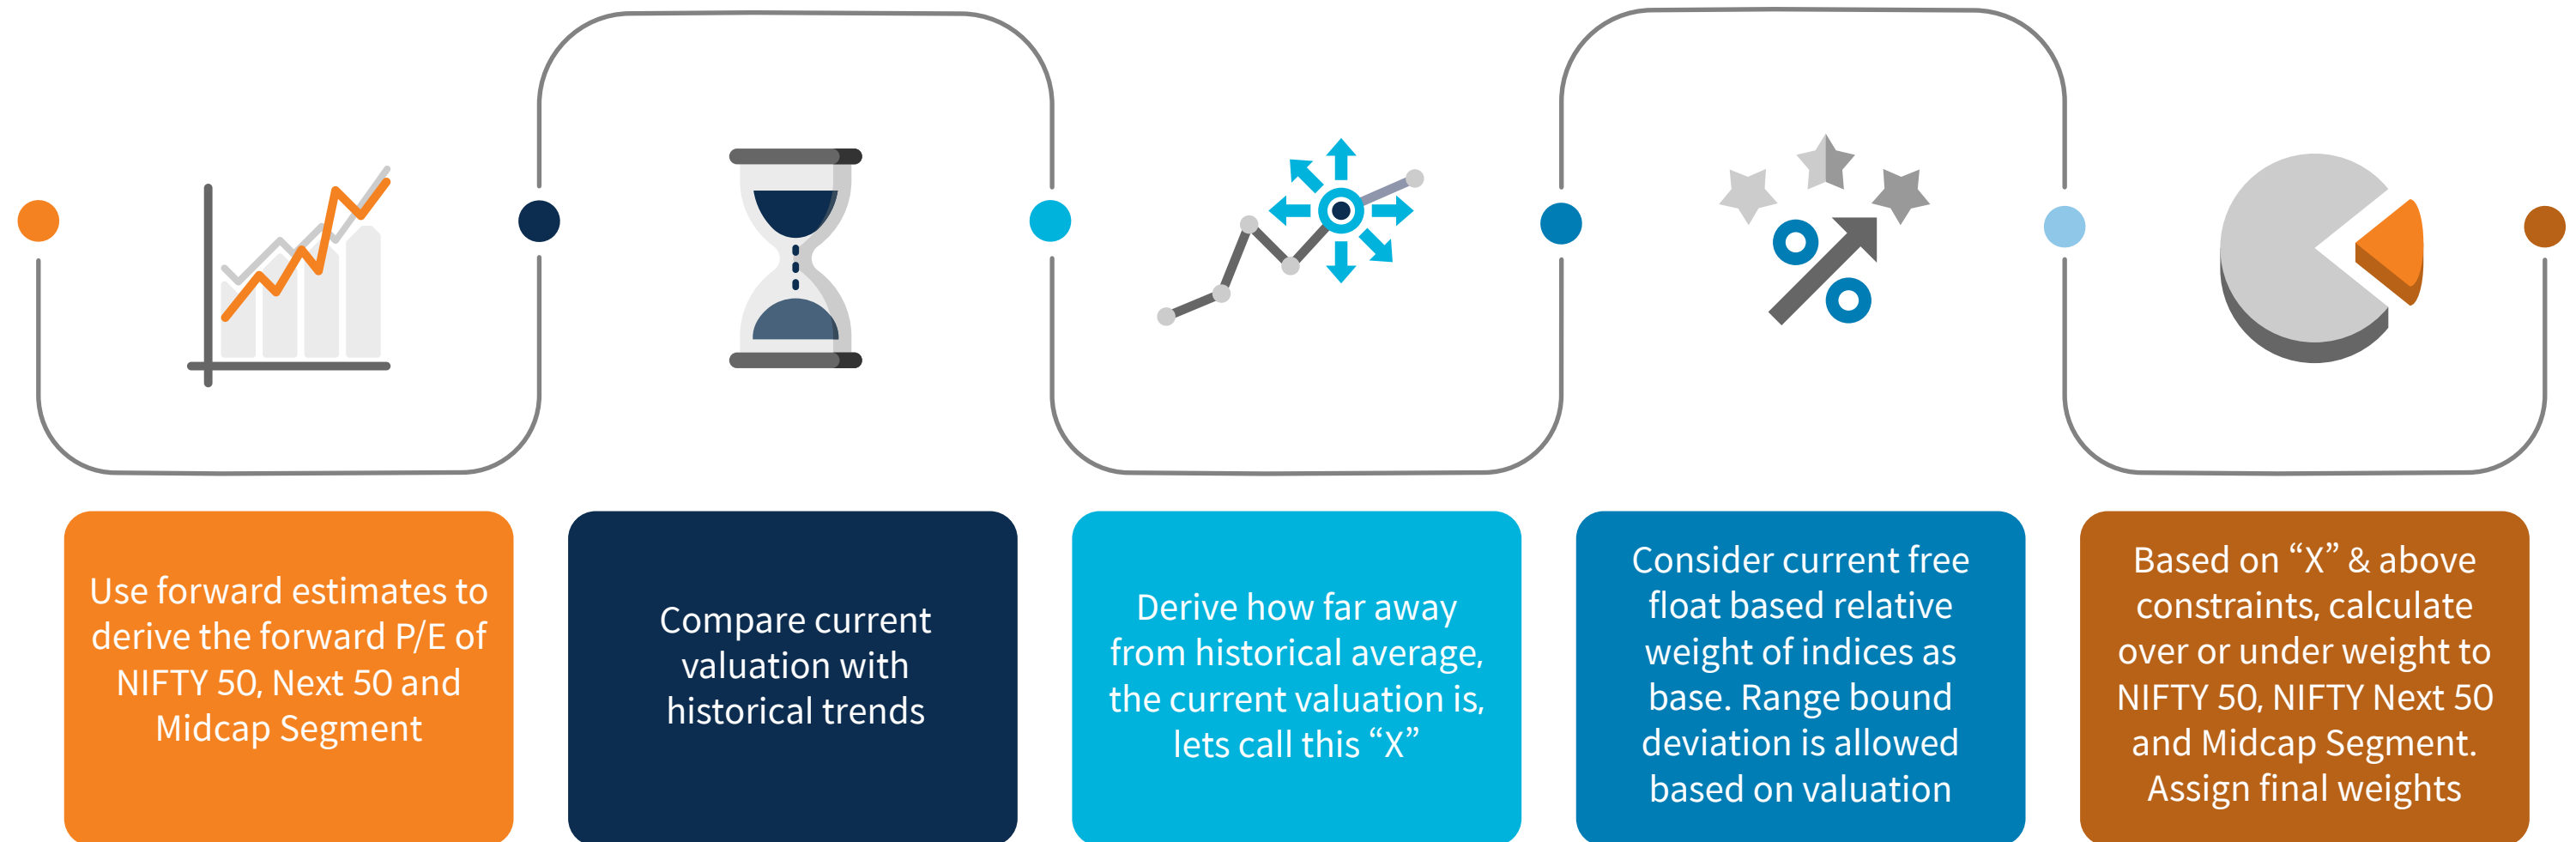 Use forward estimates to
derive the forward P/E of
NIFTY 50, Next 50 and
Midcap Segment
Compare current
valuation with
historical trends
Derive how far away
from historical average,
the current valuation is,
lets call this “X”
Consider current free
float based relative
weight of indices as
base. Range bound
deviation is allowed
based on valuation
Based on “X” & above
constraints, calculate
over or under weight to
NIFTY 50, NIFTY Next 50
and Midcap Segment.
Assign final weights